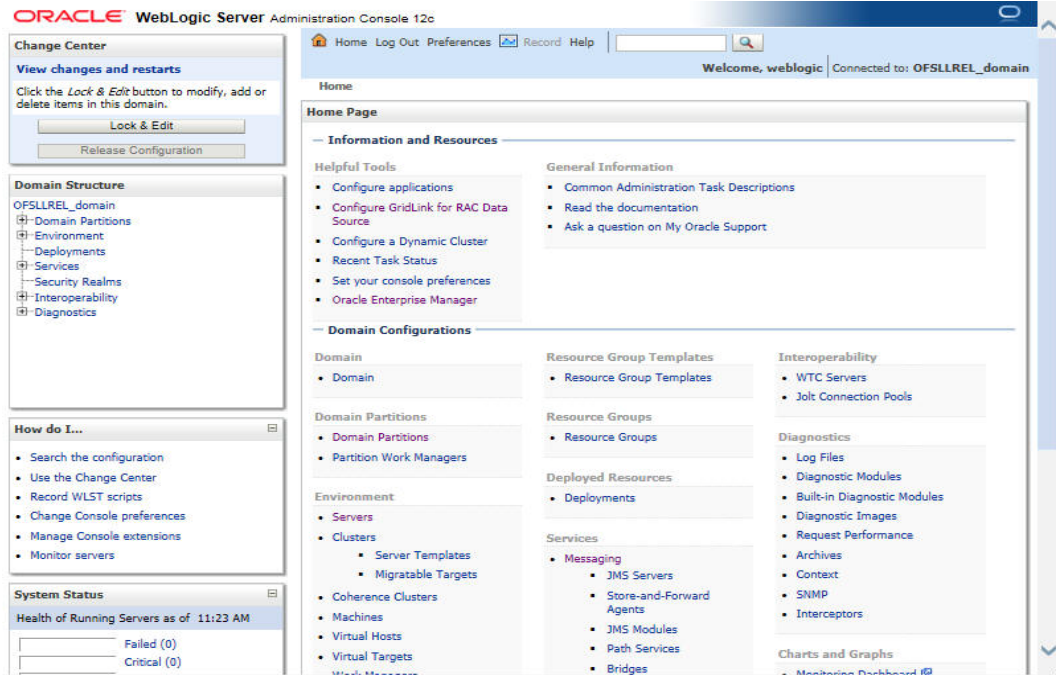 ORACLE WebLogic Server Administration Console 12c
Change Center
View changes and restarts
Click the Lock & Edit button to modify, add or
delete items in this domain.
Lock & Edit
Release Configuration
Domain Structure
OFSLLREL_domain
Domain Partitions
Environment
Deployments
Services
Security Realms
Interoperability
Diagnostics
How do I...
Search the configuration
Use the Change Center
Record WLST scripts
Change Console preferences
Manage Console extensions
Monitor servers
System Status
Health of Running Servers as of 11:23 AM
Failed (0)
Critical (0)
Home Log Out Preferences Record Help
Welcome, weblogic Connected to: OFSLLREL_domain
Home
Home Page
Information and Resources
Helpful Tools
Configure applications
Configure GridLink for RAC Data
Source
Configure a Dynamic Cluster
Recent Task Status
Set your console preferences
Oracle Enterprise Manager
General Information
Common Administration Task Descriptions
Read the documentation
Ask a question on My Oracle Support
Domain Configurations
Domain
Domain
Domain Partitions
Domain Partitions
Partition Work Managers
Environment
Servers
Clusters
Server Templates
Migratable Targets
Coherence Clusters
Machines
Virtual Hosts
Virtual Targets
Work Managers
Resource Group Templates
Resource Group Templates
Resource Groups
Resource Groups
Deployed Resources
Deployments
Services
Messaging
JMS Servers
Store-and-Forward
Agents
JMS Modules
Path Services
Bridges
Interoperability
WTC Servers
Jolt Connection Pools
Diagnostics
Log Files
Diagnostic Modules
Built-in Diagnostic Modules
Diagnostic Images
Request Performance
Archives
Context
SNMP
Interceptors
Charts and Graphs
Monitoring Dashboard